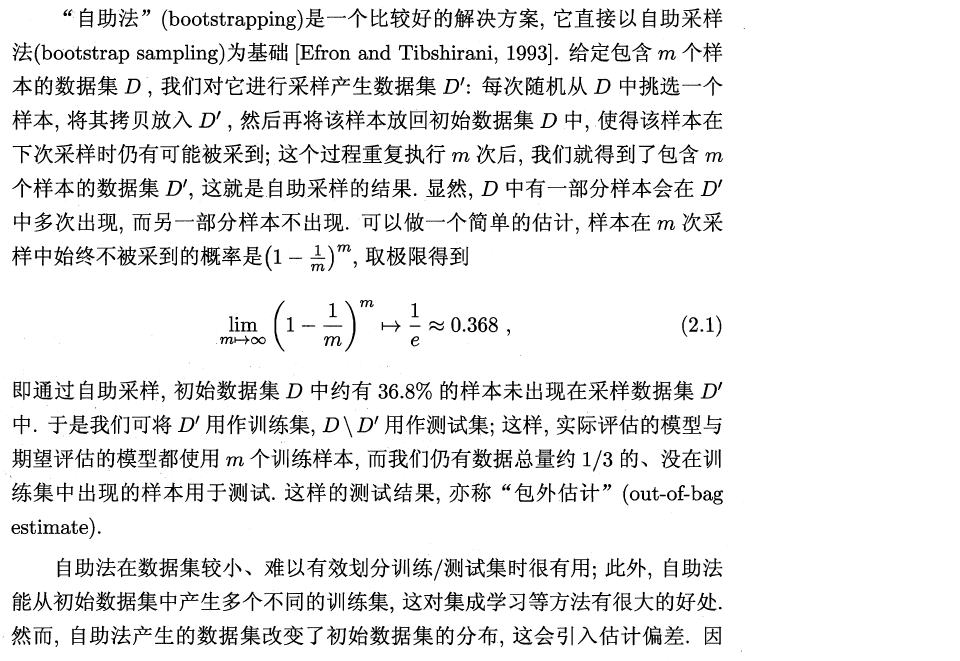 “自助法”(bootstrapping)是一个比较好的解决方案, 它直接以自助采样
法(bootstrap sampling)为基础 [Efron and Tibshirani, 1993]. 给定包含 m 个样
本的数据集 D , 我们对它进行采样产生数据集 D′: 每次随机从 D 中挑选一个
样本, 将其拷贝放入 D′ , 然后再将该样本放回初始数据集 D 中, 使得该样本在
下次采样时仍有可能被采到; 这个过程重复执行 m 次后, 我们就得到了包含 m
个样本的数据集 D′, 这就是自助采样的结果. 显然, D 中有一部分样本会在 D′
中多次出现, 而另一部分样本不出现. 可以做一个简单的估计, 样本在 m 次采
样中始终不被采到的概率是(1 − 1/m)^m, 取极限得到
lim m↦∞ (1 − 1/m)^m ↦ 1/e ≈ 0.368 , (2.1)
即通过自助采样, 初始数据集 D 中约有 36.8% 的样本未出现在采样数据集 D′
中. 于是我们可将 D′ 用作训练集, D \ D′ 用作测试集; 这样, 实际评估的模型与
期望评估的模型都使用 m 个训练样本, 而我们仍有数据总量约 1/3 的、没在训
练集中出现的样本用于测试. 这样的测试结果, 亦称“包外估计”(out-of-bag
estimate).
自助法在数据集较小、难以有效划分训练/测试集时很有用; 此外, 自助法
能从初始数据集中产生多个不同的训练集, 这对集成学习等方法有很大的好处.
然而, 自助法产生的数据集改变了初始数据集的分布, 这会引入估计偏差. 因